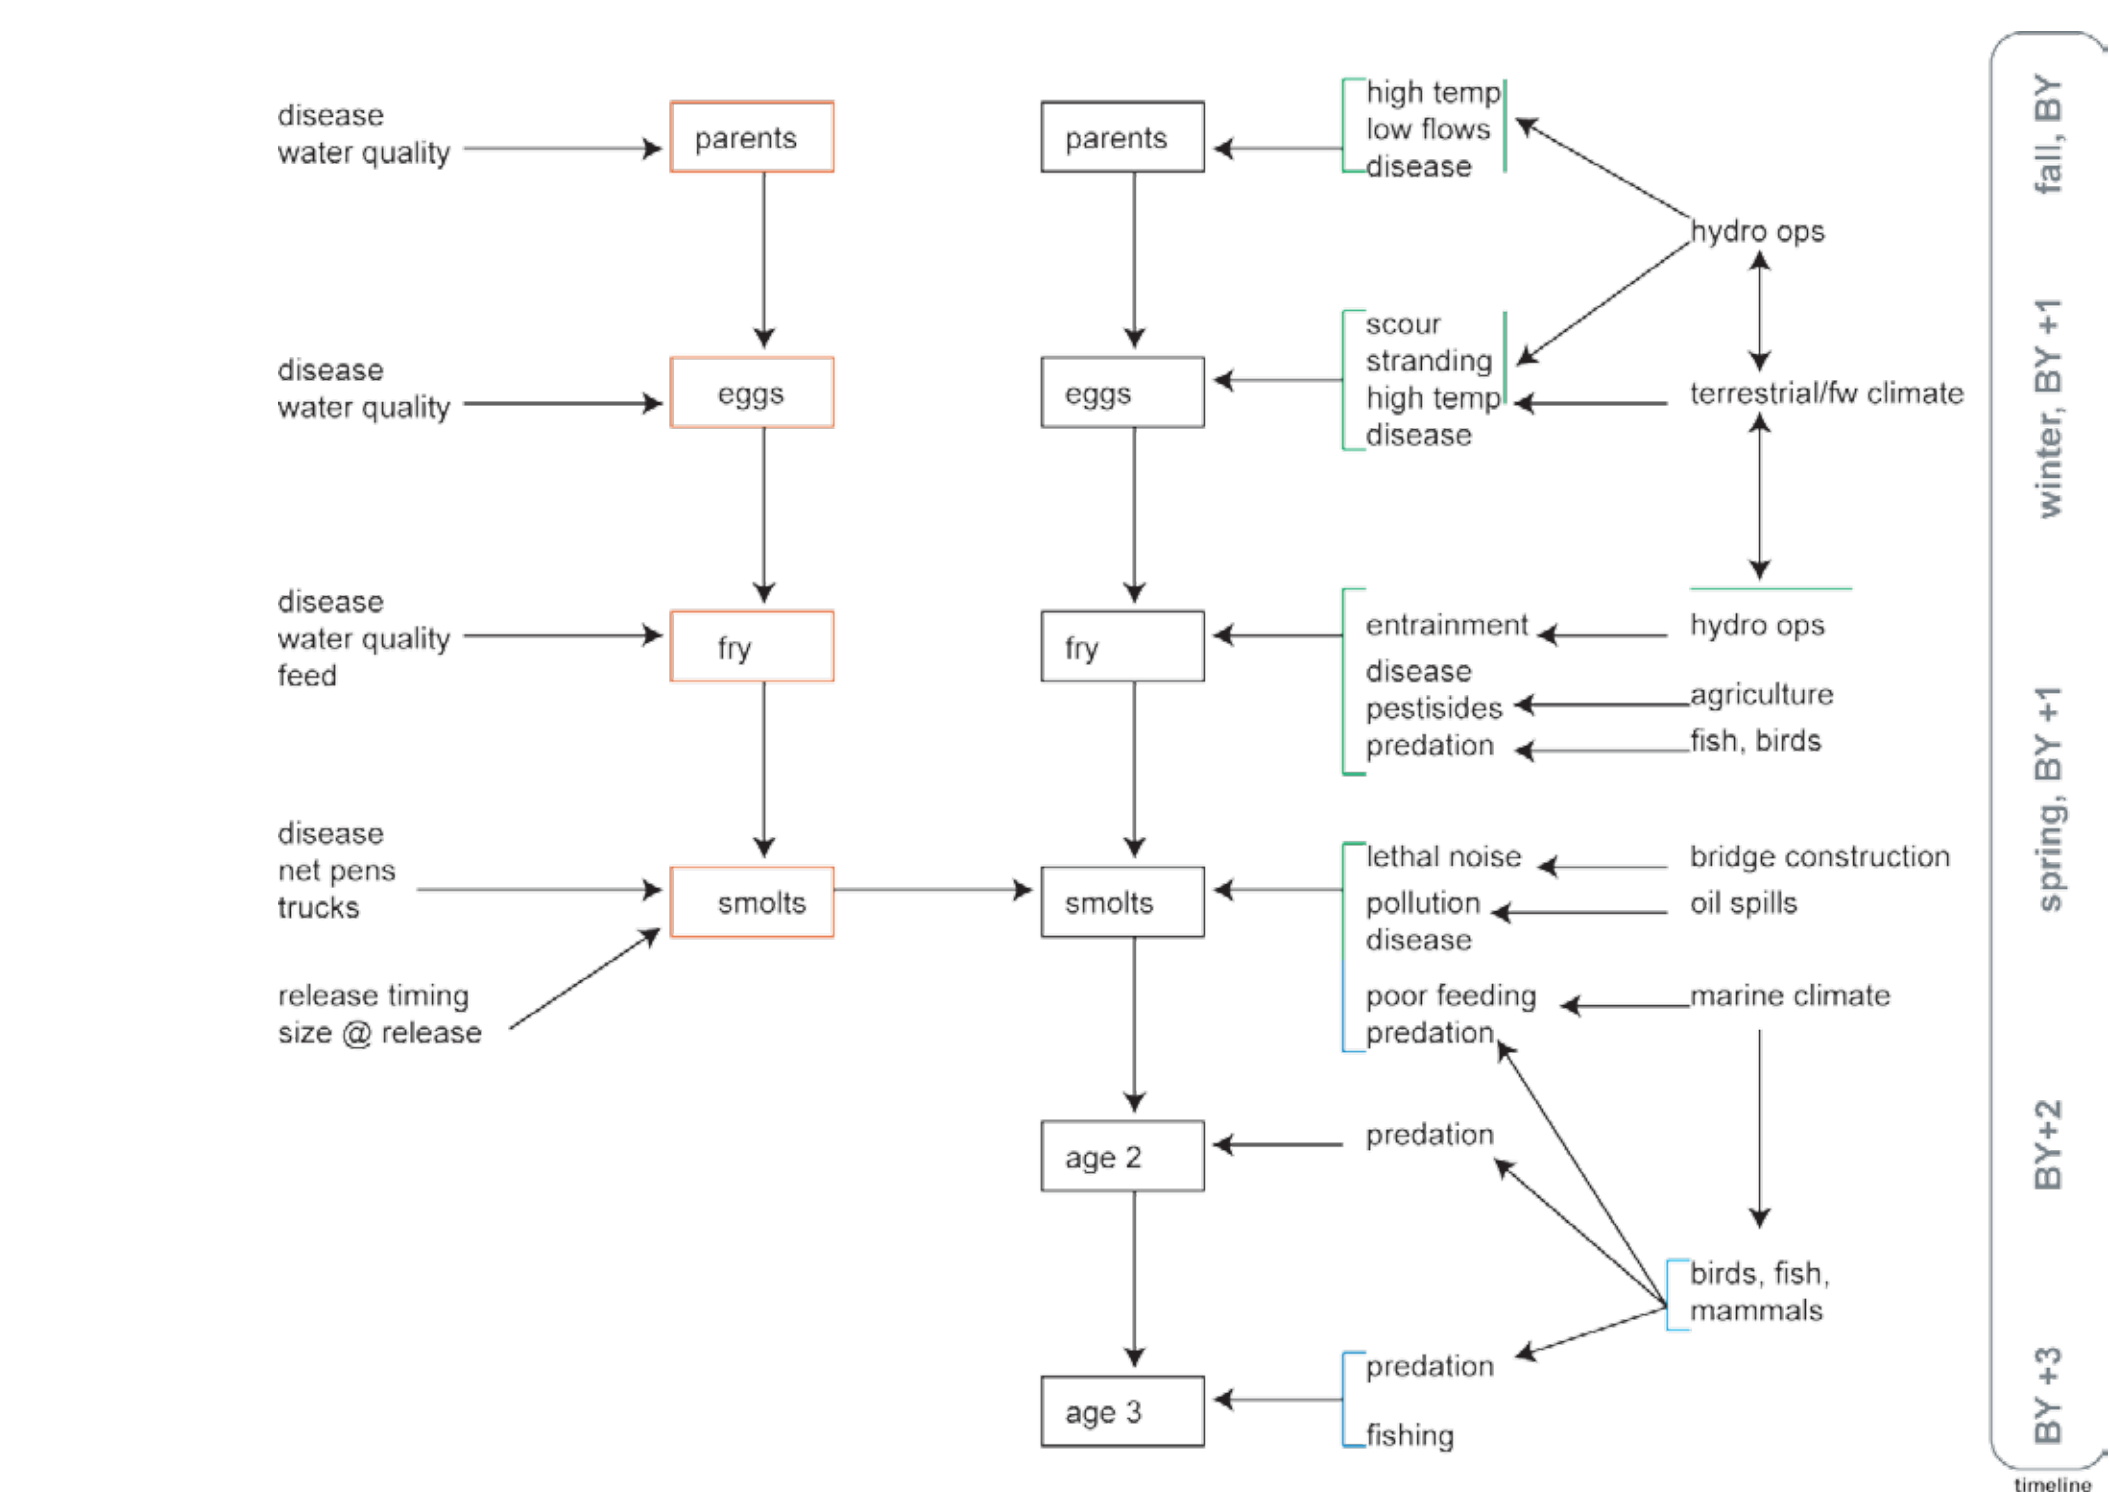 disease
water quality
parents
parents
high temp
low flows
disease
hydro ops
disease
water quality
eggs
eggs
scour
stranding
high temp
disease
terrestrial/fw climate
disease
water quality
feed
fry
fry
entrainment
disease
pestisides
predation
hydro ops
agriculture
fish, birds
disease
net pens
trucks
release timing
size @ release
smolts
smolts
lethal noise
pollution
disease
poor feeding
predation
bridge construction
oil spills
marine climate
age 2
predation
birds, fish,
mammals
age 3
predation
fishing
fall, BY
winter, BY +1
spring, BY +1
BY+2
BY +3
timeline